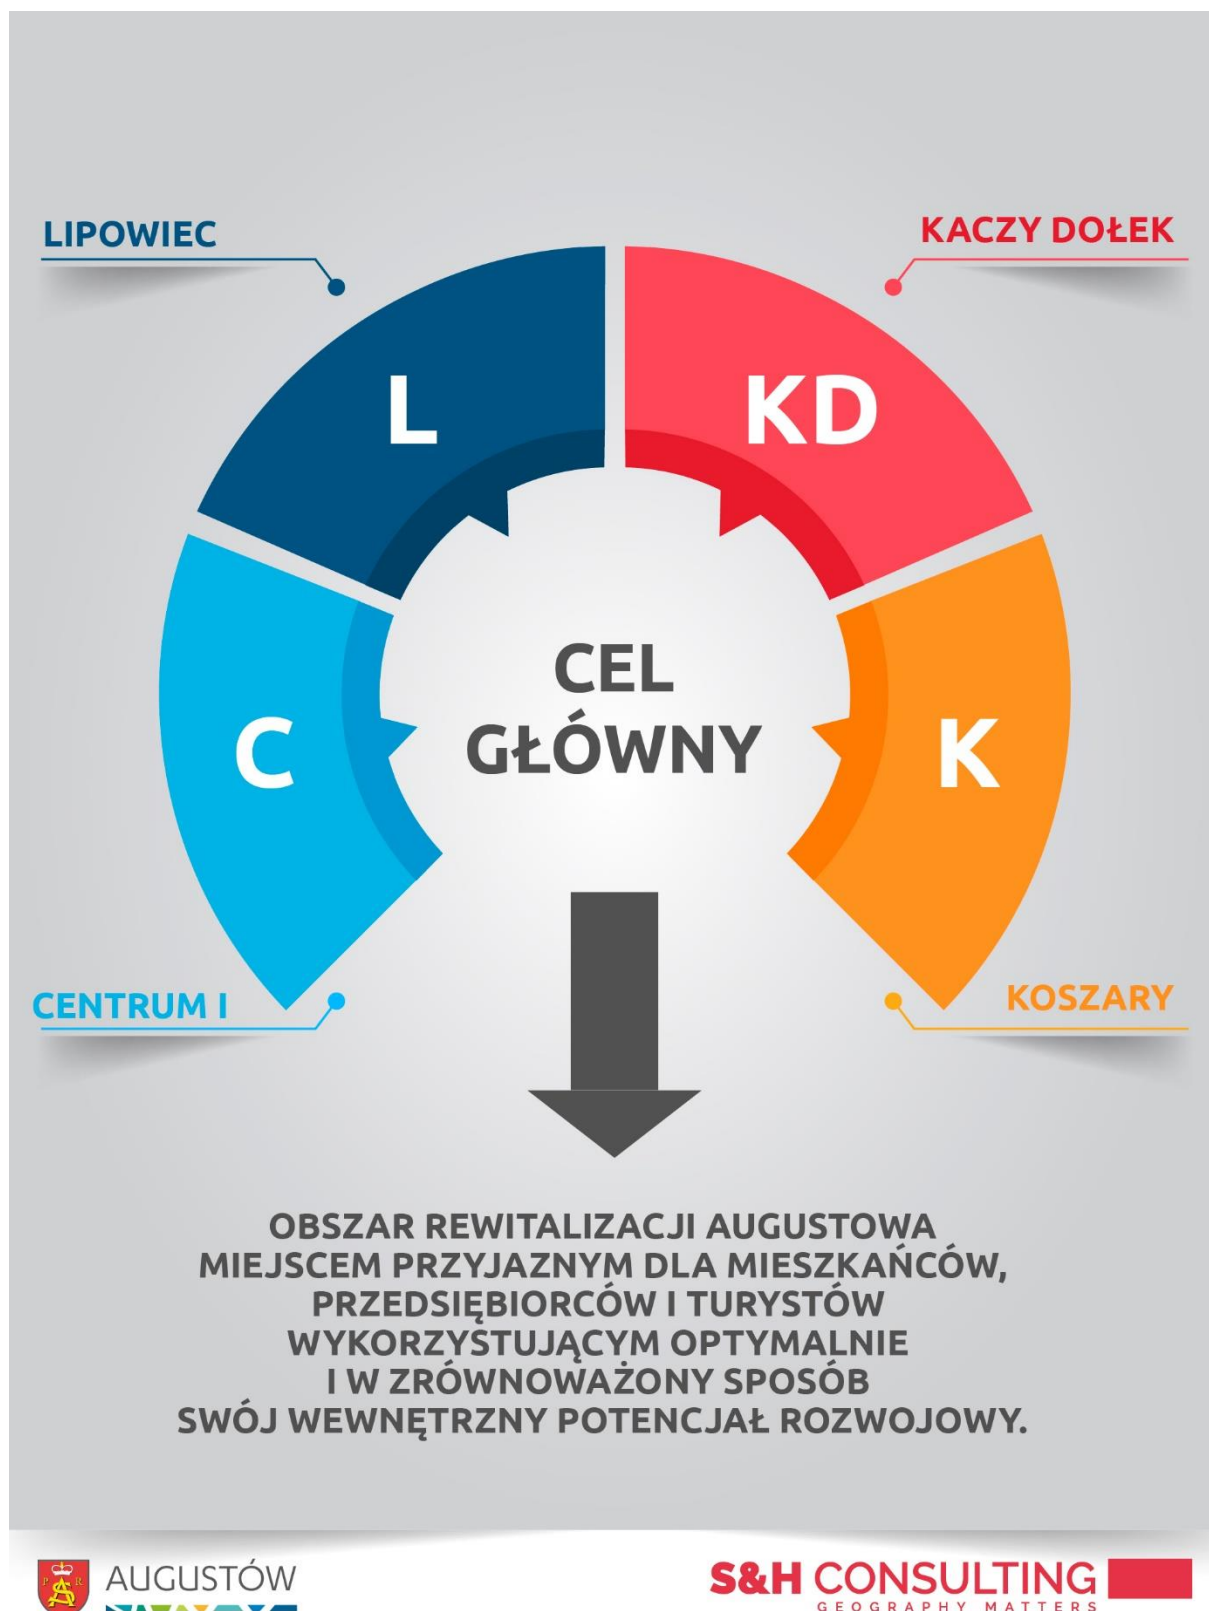 LIPOWIEC
KACZY DOŁEK
L
KD
CEL
GŁÓWNY
C
K
CENTRUM I
KOSZARY
OBSZAR REWITALIZACJI AUGUSTOWA
MIEJSCEM PRZYJAZNYM DLA MIESZKAŃCÓW,
PRZEDSIĘBIORCÓW I TURYSTÓW
WYKORZYSTUJĄCYM OPTYMALNIE
I W ZRÓWNOWAŻONY SPOSÓB
SWÓJ WEWNĘTRZNY POTENCJAŁ ROZWOJOWY.
P R
AUGUSTÓW
S&H CONSULTING
GEOGRAPHY MATTERS